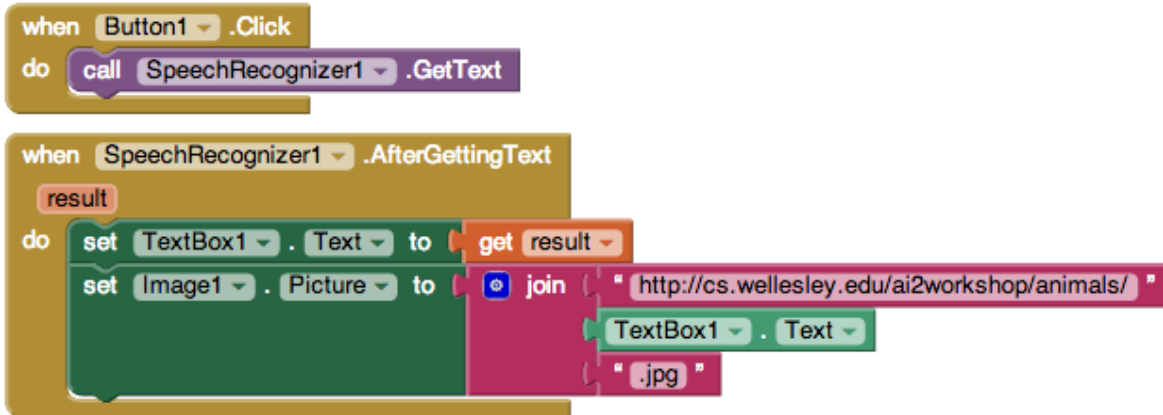 when Button1 .Click
do call SpeechRecognizer1 .GetText
when SpeechRecognizer1 .AfterGettingText
result
do set TextBox1 . Text to get result
set Image1 . Picture to join " http://cs.wellesley.edu/ai2workshop/animals/ "
TextBox1 . Text
" .jpg "